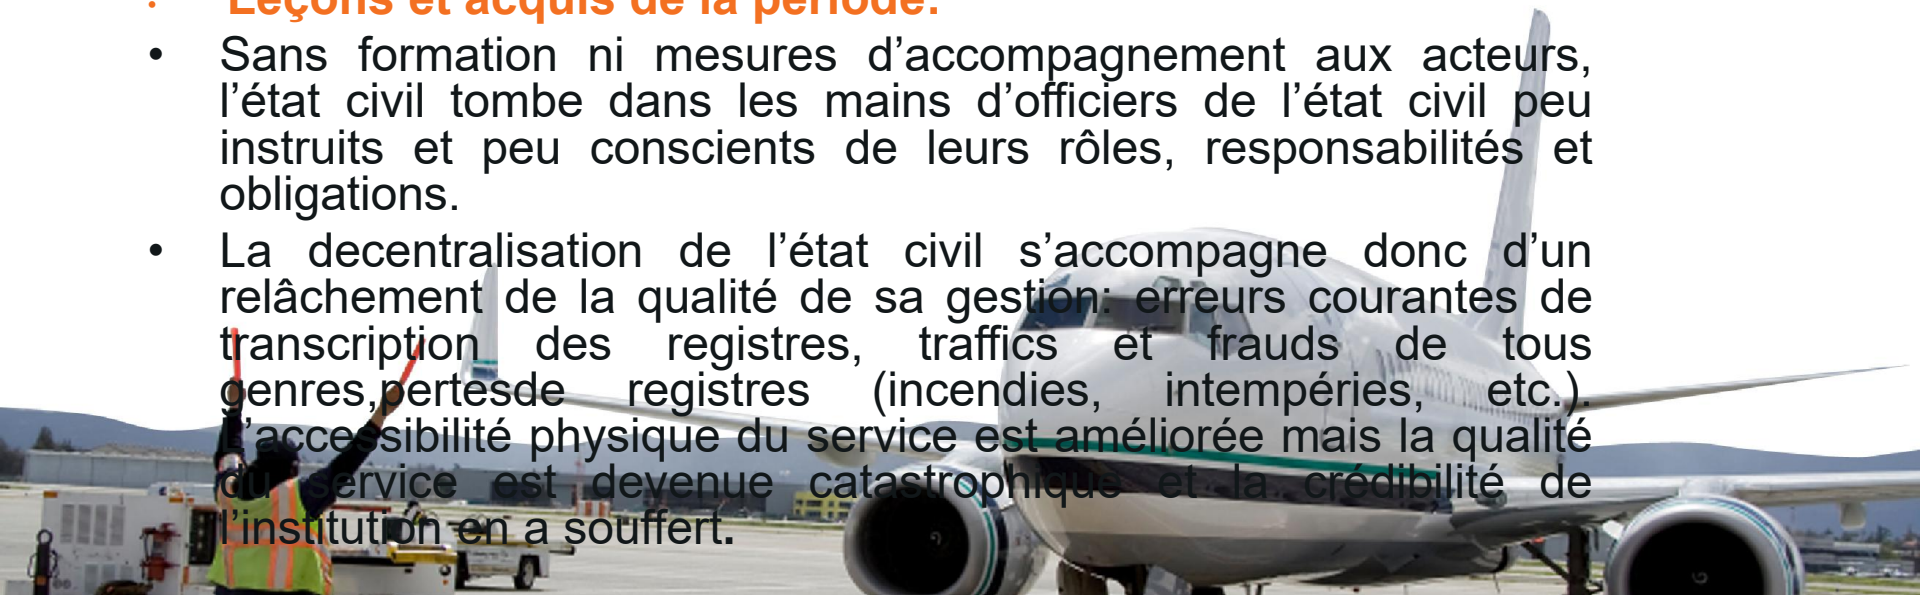 • Leçons et acquis de la période:
• Sans formation ni mesures d’accompagnement aux acteurs,
l’état civil tombe dans les mains d’officiers de l’état civil peu
instruits et peu conscients de leurs rôles, responsabilités et
obligations.
• La decentralisation de l’état civil s’accompagne donc d’un
relâchement de la qualité de sa gestion: erreurs courantes de
transcription des registres, traffics et frauds de tous
genres,pertesde registres (incendies, intempéries, etc.).
L’accessibilité physique du service est améliorée mais la qualité
du service est devenue catastrophique et la crédibilité de
l’institution en a souffert.